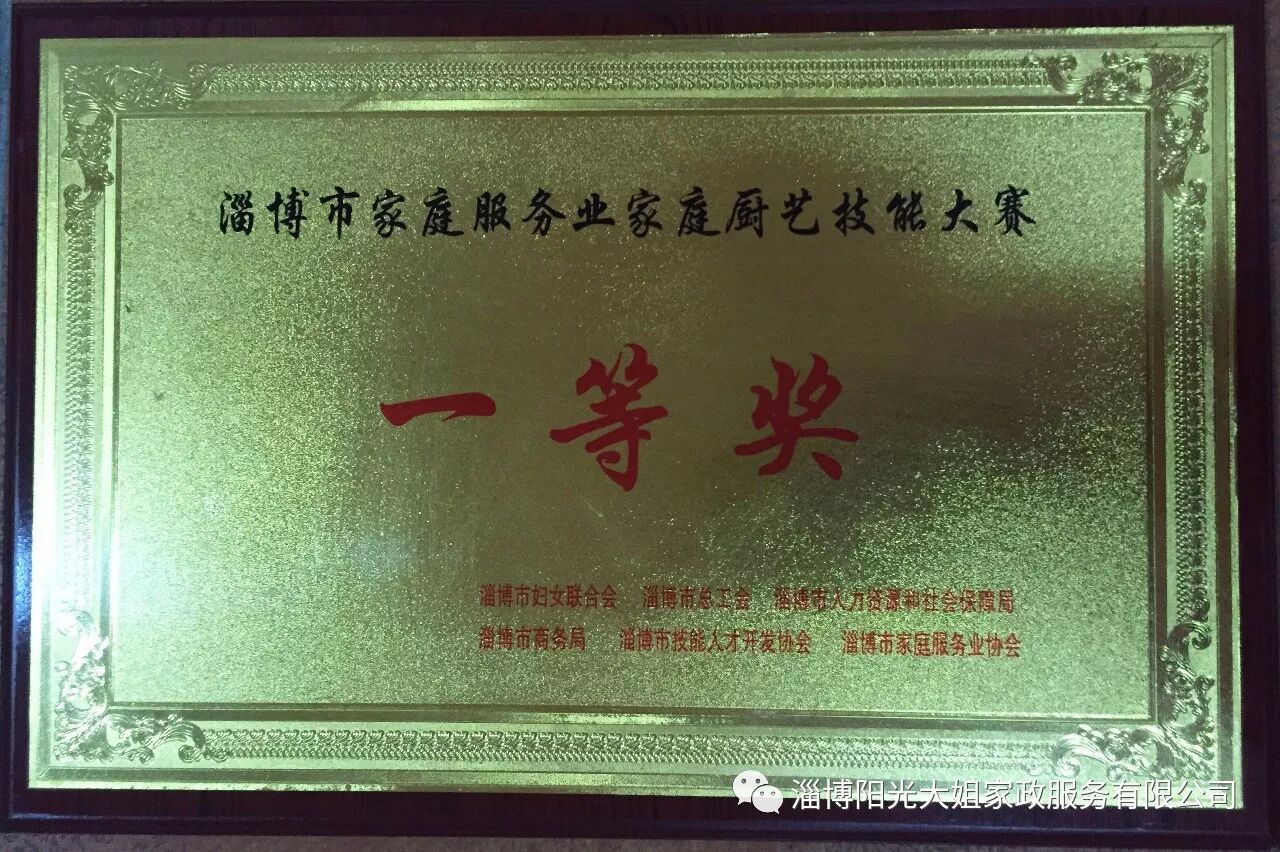 淄博市家庭服务业家庭厨艺技能大赛
一等奖
淄博市妇女联合会 淄博市总工会 淄博市人力资源和社会保障局
淄博市商务局 淄博市技能人才开发协会 淄博市家庭服务业协会
淄博阳光大姐家政服务有限公司